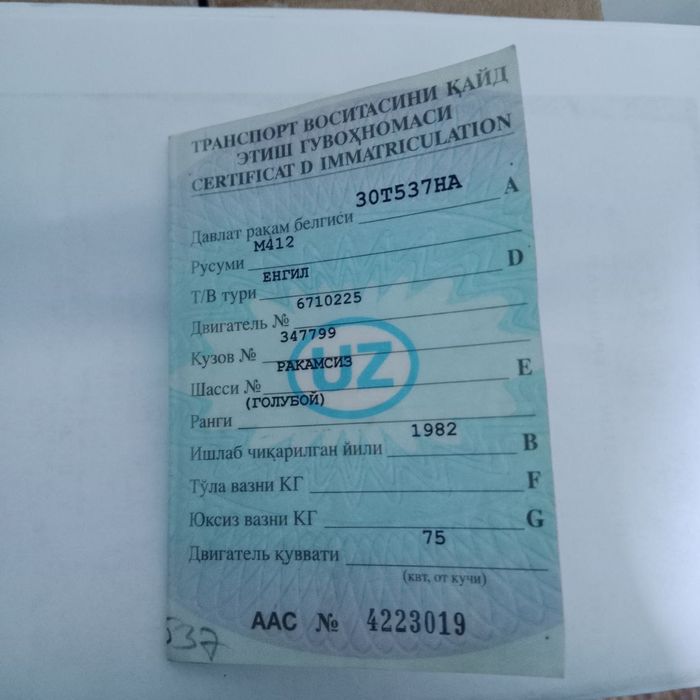 ТРАНСПОРТ ВОСИТАСИНИ ҚАЙД
ЭТИШ ГУВОҲНОМАСИ
CERTIFICAT D IMMATRICULATION
Давлат рақам белгиси 30Т537НА A
Русуми М412
Т/В тури ЕНГИЛ D
Двигатель № 6710225
Кузов № 347799
Шасси № РАКАМСИЗ E
Ранги (ГОЛУБОЙ)
Ишлаб чиқарилган йили 1982 B
Тўла вазни КГ F
Юксиз вазни КГ G
Двигатель қуввати 75
(квт, от кучи)
UZ
ААС № 4223019
537